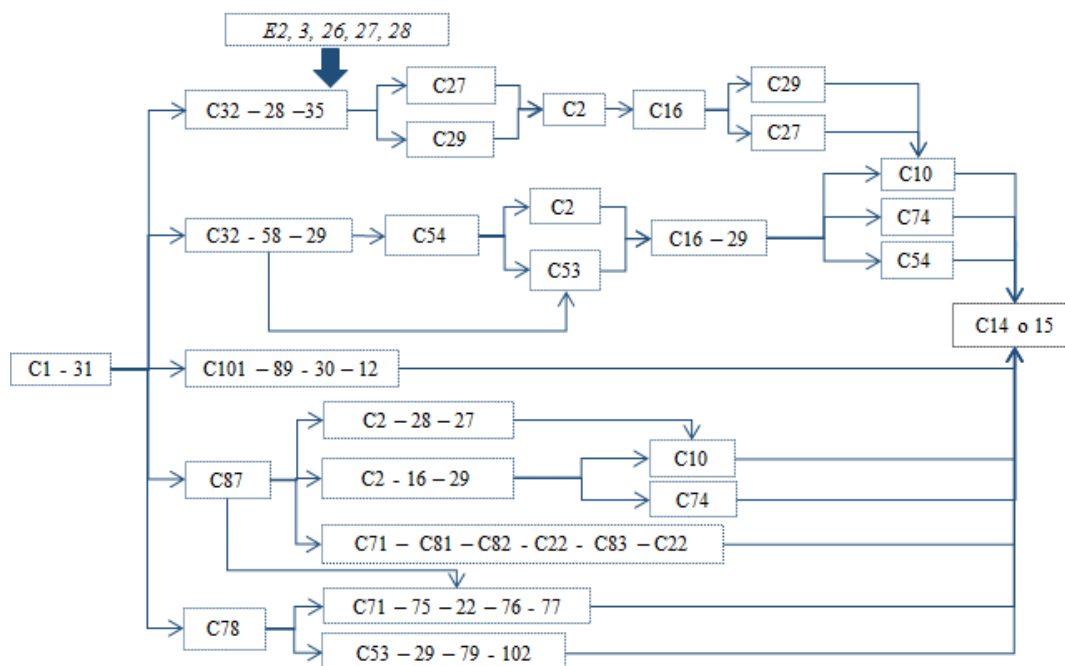 E2, 3, 26, 27, 28
C32 – 28 –35
C27
C29
C2
C16
C29
C27
C10
C32 - 58 – 29
C54
C2
C53
C16 – 29
C74
C54
C14 o 15
C1 - 31
C101 – 89 - 30 – 12
C87
C2 – 28 – 27
C2 - 16 – 29
C10
C74
C71 – C81 – C82 - C22 - C83 – C22
C78
C71 – 75 – 22 – 76 - 77
C53 – 29 – 79 - 102